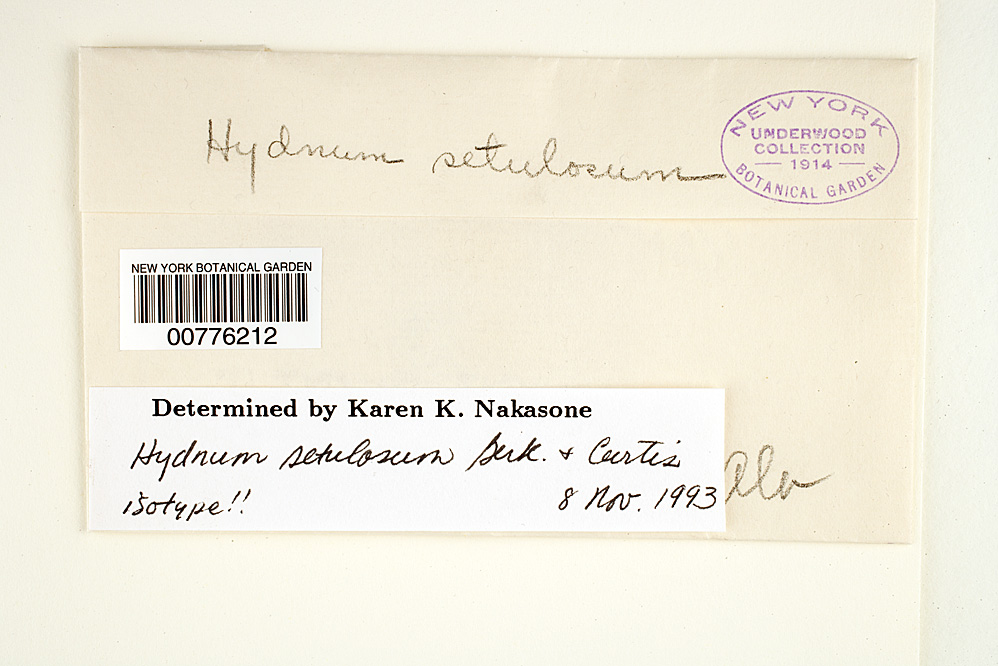 Hydnum setulosum
NEW YORK
UNDERWOOD
COLLECTION
— 1914 —
BOTANICAL GARDEN
NEW YORK BOTANICAL GARDEN
00776212
Determined by Karen K. Nakasone
Hydnum setulosum Berk. + Curtis
isotype!!
8 Nov. 1993
Ala